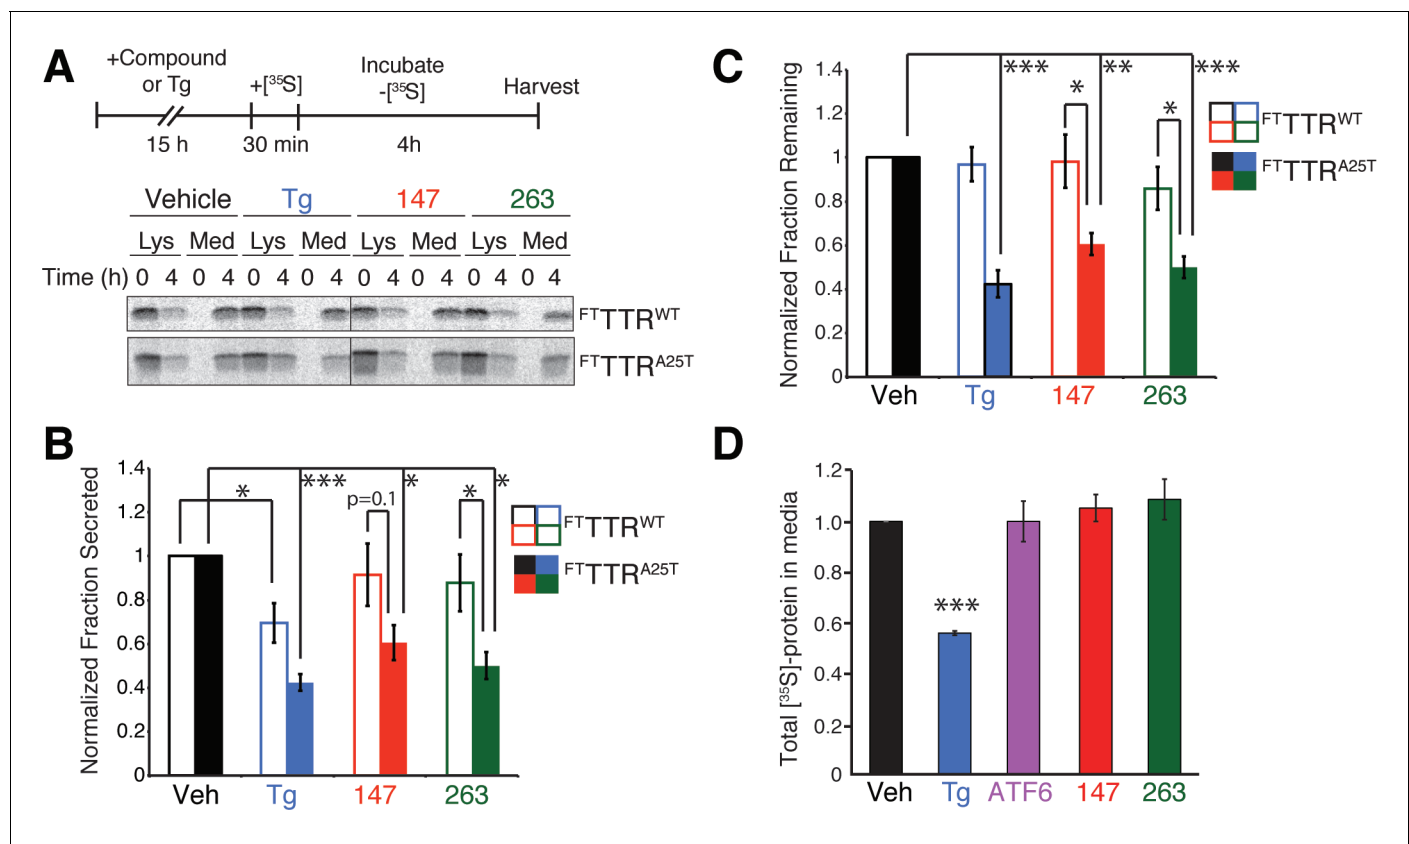 A
+Compound
or Tg
+[³⁵S]
Incubate
-[³⁵S]
Harvest
15 h
30 min
4h
Vehicle Tg 147 263
Lys Med Lys Med Lys Med Lys Med
Time (h) 0 4 0 4 0 4 0 4 0 4 0 4 0 4 0 4
FTTTRWT
FTTTRA25T
B
Normalized Fraction Secreted
1.4
1.2
1
0.8
0.6
0.4
0.2
0
*
***
p=0.1
*
*
*
FTTTRWT
FTTTRA25T
Veh Tg 147 263
C
Normalized Fraction Remaining
1.4
1.2
1
0.8
0.6
0.4
0.2
0
***
*
**
*
***
FTTTRWT
FTTTRA25T
Veh Tg 147 263
D
Total [³⁵S]-protein in media
1.2
1.0
0.8
0.6
0.4
0.2
0
***
Veh Tg ATF6 147 263